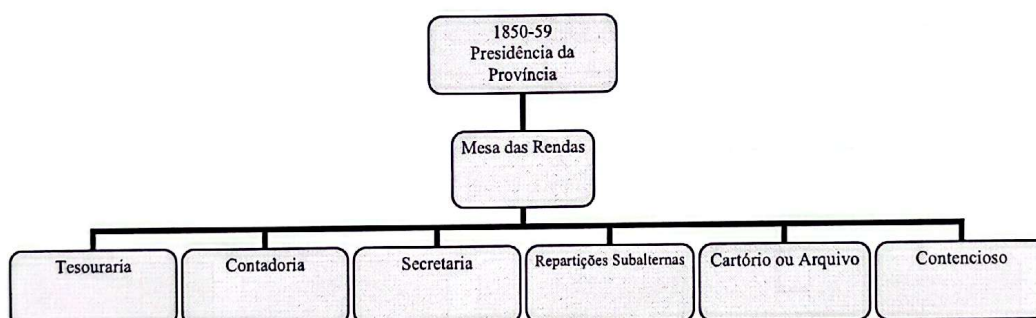 1850-59
Presidência da
Província
Mesa das Rendas
Tesouraria
Contadoria
Secretaria
Repartições Subalternas
Cartório ou Arquivo
Contencioso